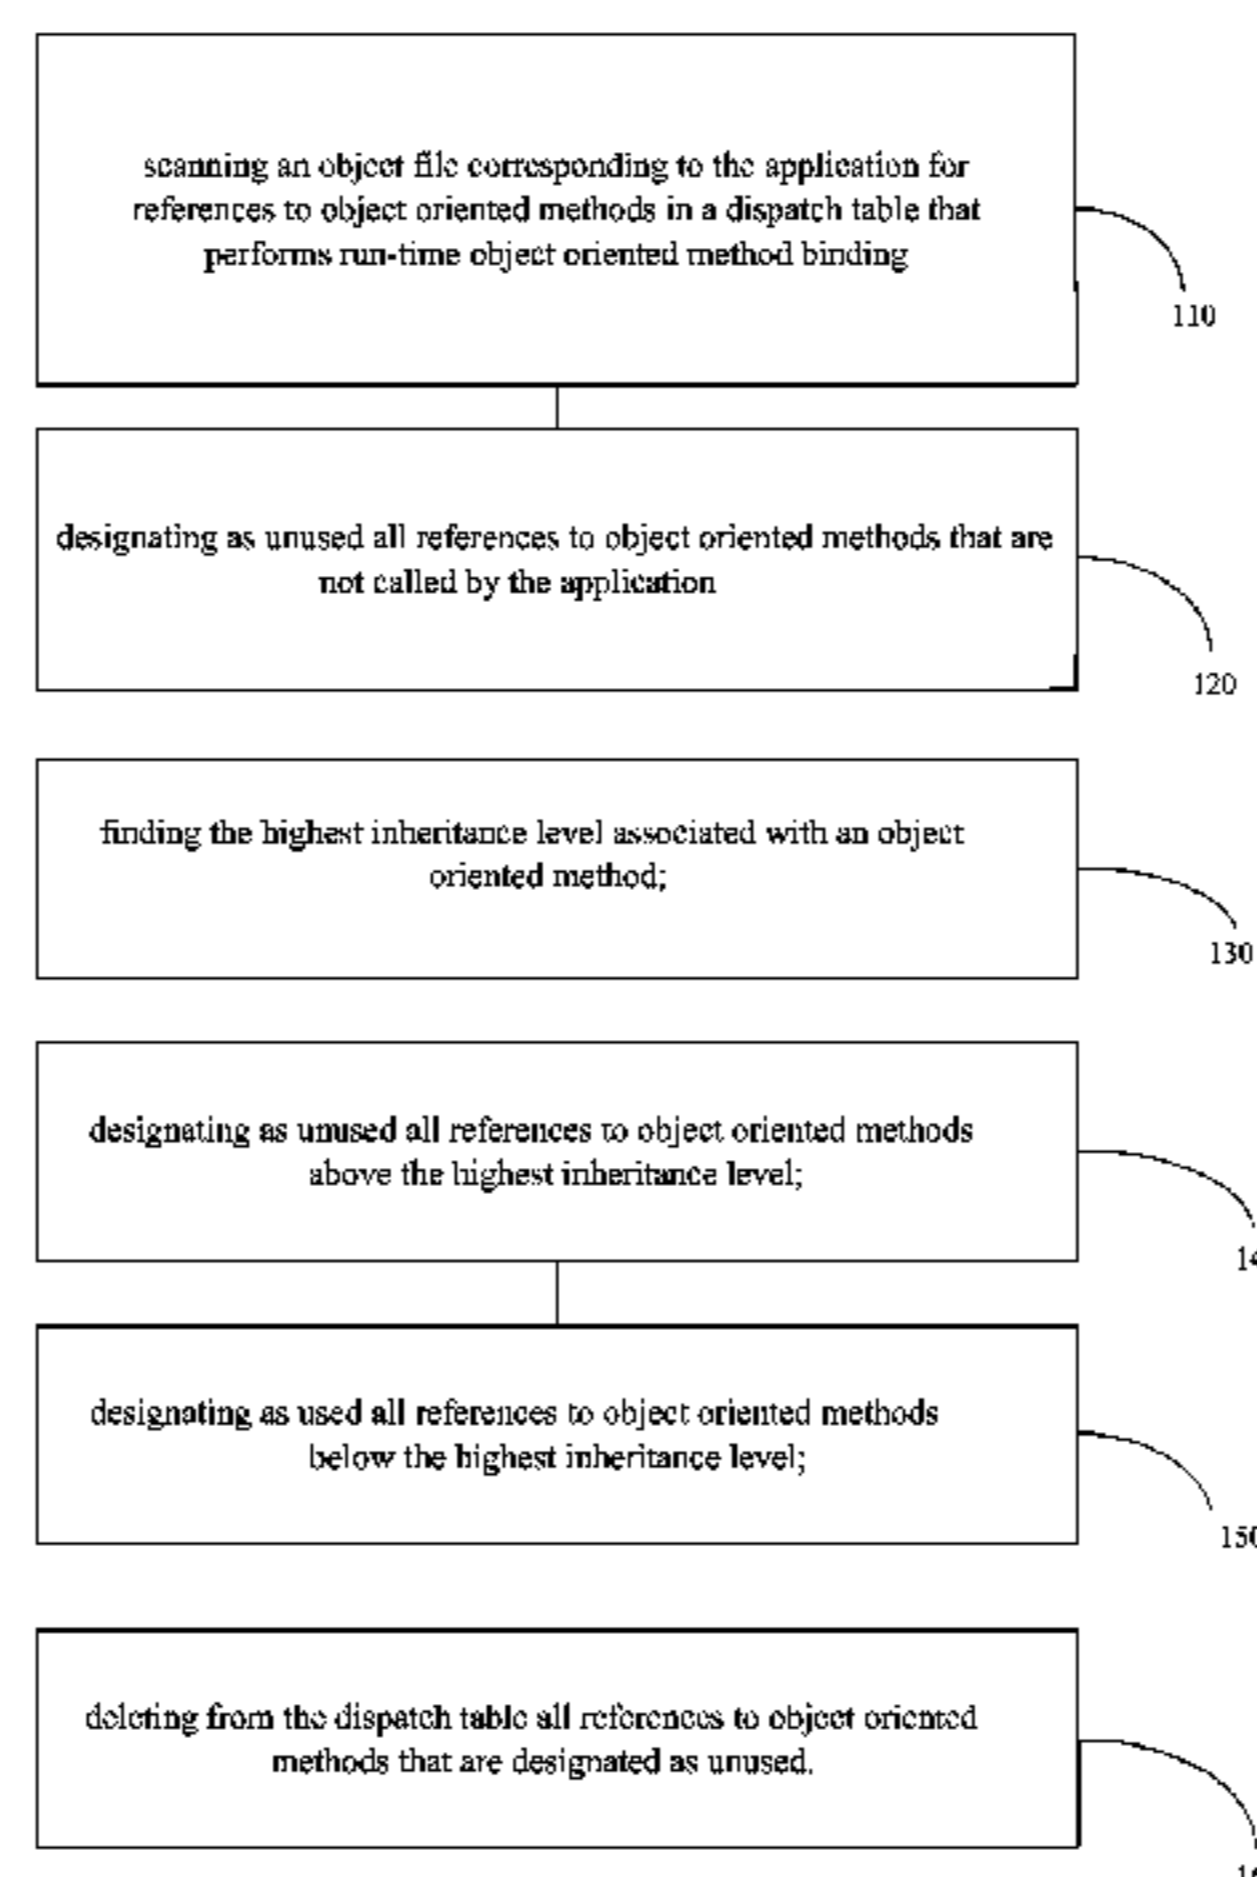 scanning an object file corresponding to the application for
references to object oriented methods in a dispatch table that
performs run-time object oriented method binding
110
designating as unused all references to object oriented methods that are
not called by the application
120
finding the highest inheritance level associated with an object
oriented method;
130
designating as unused all references to object oriented methods
above the highest inheritance level;
designating as used all references to object oriented methods
below the highest inheritance level;
150
deleting from the dispatch table all references to object oriented
methods that are designated as unused.